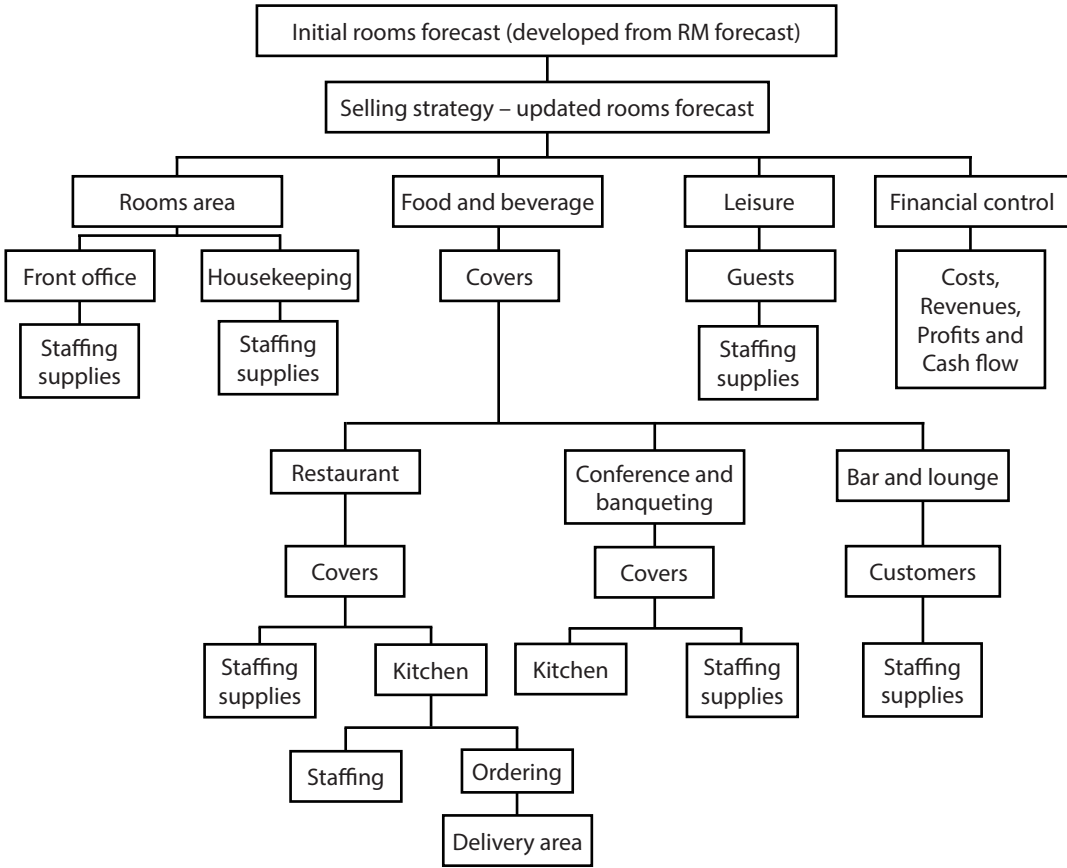 Initial rooms forecast (developed from RM forecast)
Selling strategy – updated rooms forecast
Rooms area
Food and beverage
Leisure
Financial control
Front office
Housekeeping
Covers
Guests
Costs,
Revenues,
Profits and
Cash flow
Staffing
supplies
Staffing
supplies
Staffing
supplies
Restaurant
Conference and
banqueting
Bar and lounge
Covers
Covers
Customers
Staffing
supplies
Kitchen
Kitchen
Staffing
supplies
Staffing
supplies
Staffing
Ordering
Delivery area